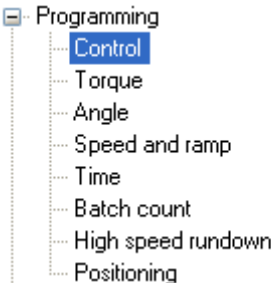 Programming
Control
Torque
Angle
Speed and ramp
Time
Batch count
High speed rundown
Positioning